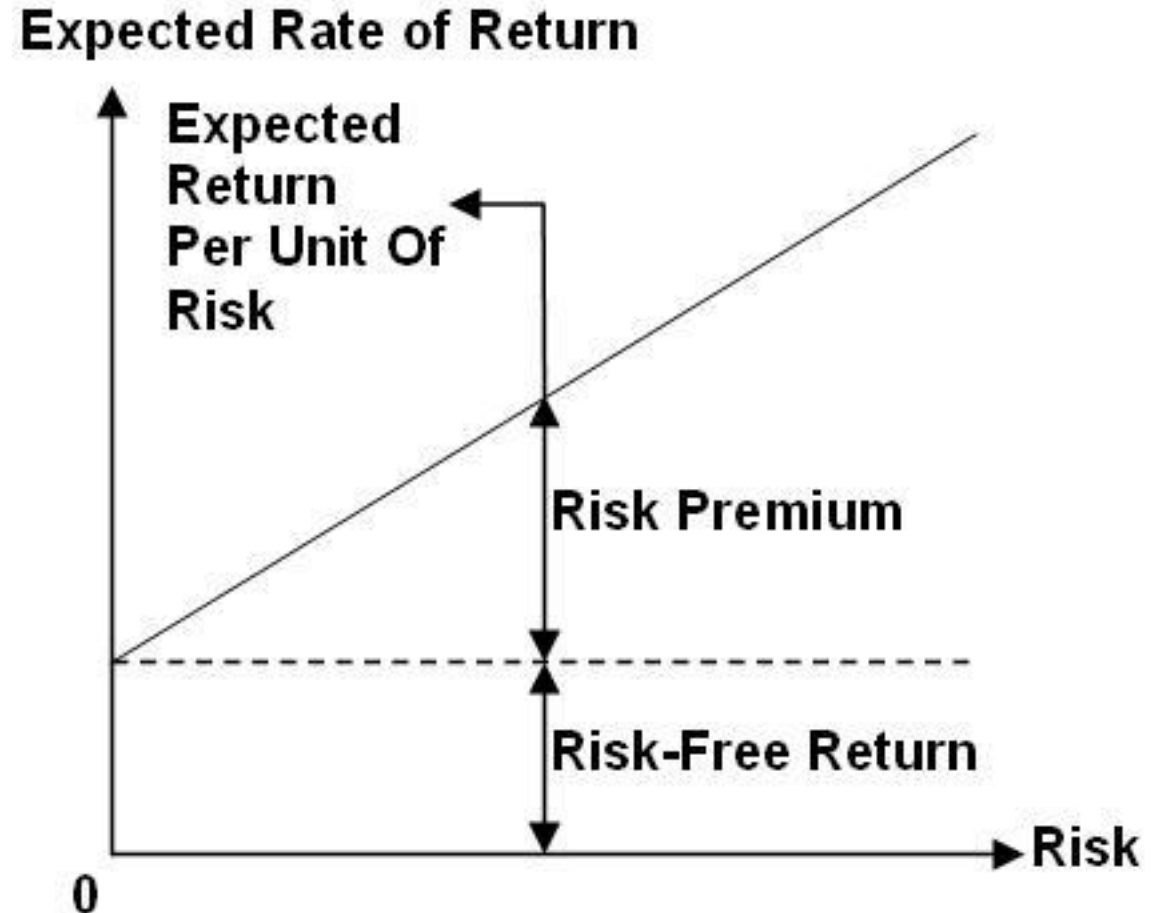 Expected Rate of Return
Expected
Return
Per Unit Of
Risk
Risk Premium
Risk-Free Return
Risk
0